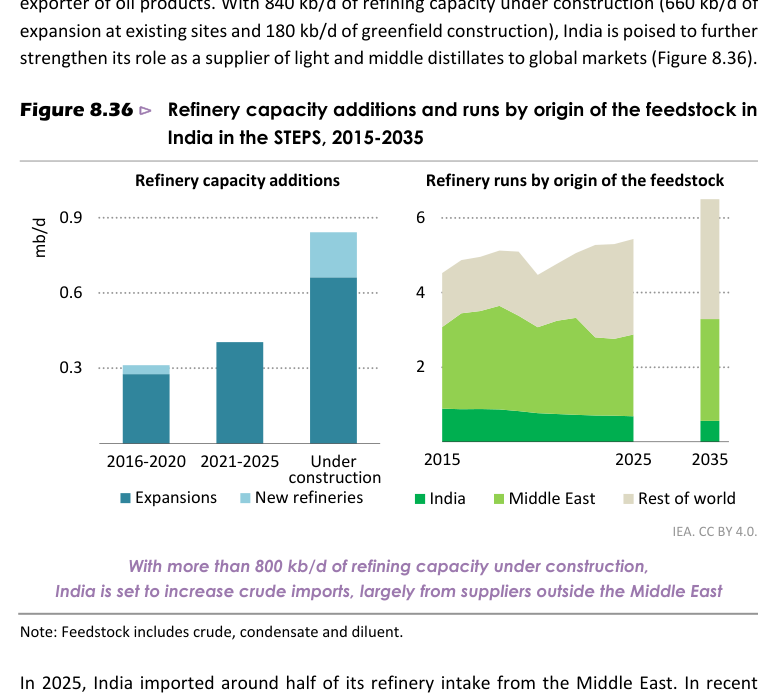 exporter of oil products. With 840 kb/d of refining capacity under construction (660 kb/d of
expansion at existing sites and 180 kb/d of greenfield construction), India is poised to further
strengthen its role as a supplier of light and middle distillates to global markets (Figure 8.36).
Figure 8.36 ▷ Refinery capacity additions and runs by origin of the feedstock in
India in the STEPS, 2015-2035
Refinery capacity additions
mb/d
0.9
0.6
0.3
2016-2020 2021-2025 Under
construction
Expansions New refineries
Refinery runs by origin of the feedstock
6
4
2
2015 2025 2035
India Middle East Rest of world
IEA. CC BY 4.0.
With more than 800 kb/d of refining capacity under construction,
India is set to increase crude imports, largely from suppliers outside the Middle East
Note: Feedstock includes crude, condensate and diluent.
In 2025, India imported around half of its refinery intake from the Middle East. In recent